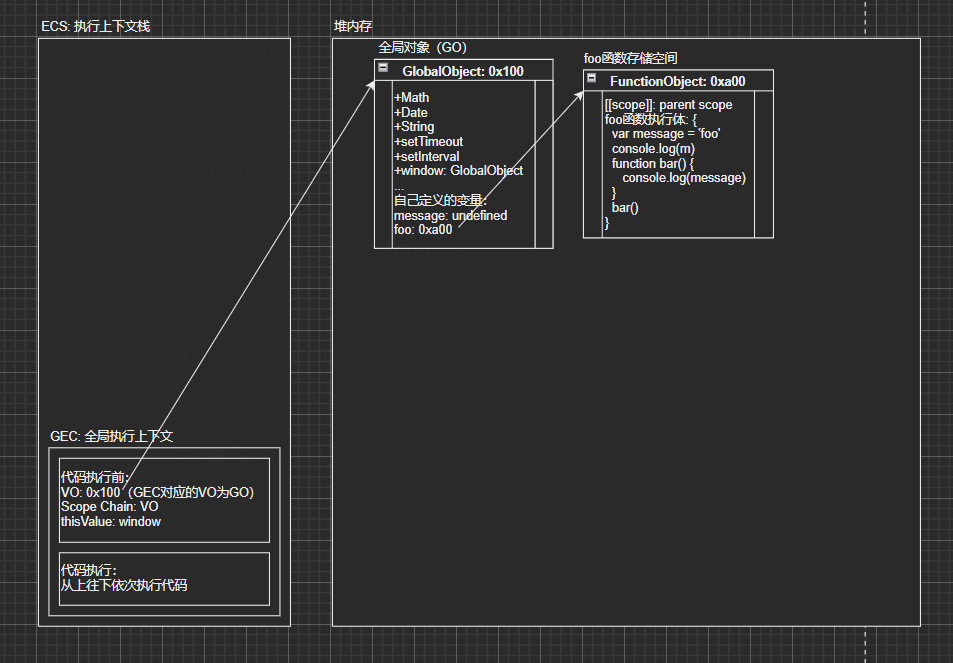 ECS: 执行上下文栈
GEC: 全局执行上下文
代码执行前：
VO: 0x100（GEC对应的VO为GO）
Scope Chain: VO
thisValue: window
代码执行：
从上往下依次执行代码
堆内存
全局对象（GO）
GlobalObject: 0x100
+Math
+Date
+String
+setTimeout
+setInterval
+window: GlobalObject
...
自己定义的变量：
message: undefined
foo: 0xa00
foo函数存储空间
FunctionObject: 0xa00
[[scope]]: parent scope
foo函数执行体: {
var message = 'foo'
console.log(m)
function bar() {
console.log(message)
}
bar()
}